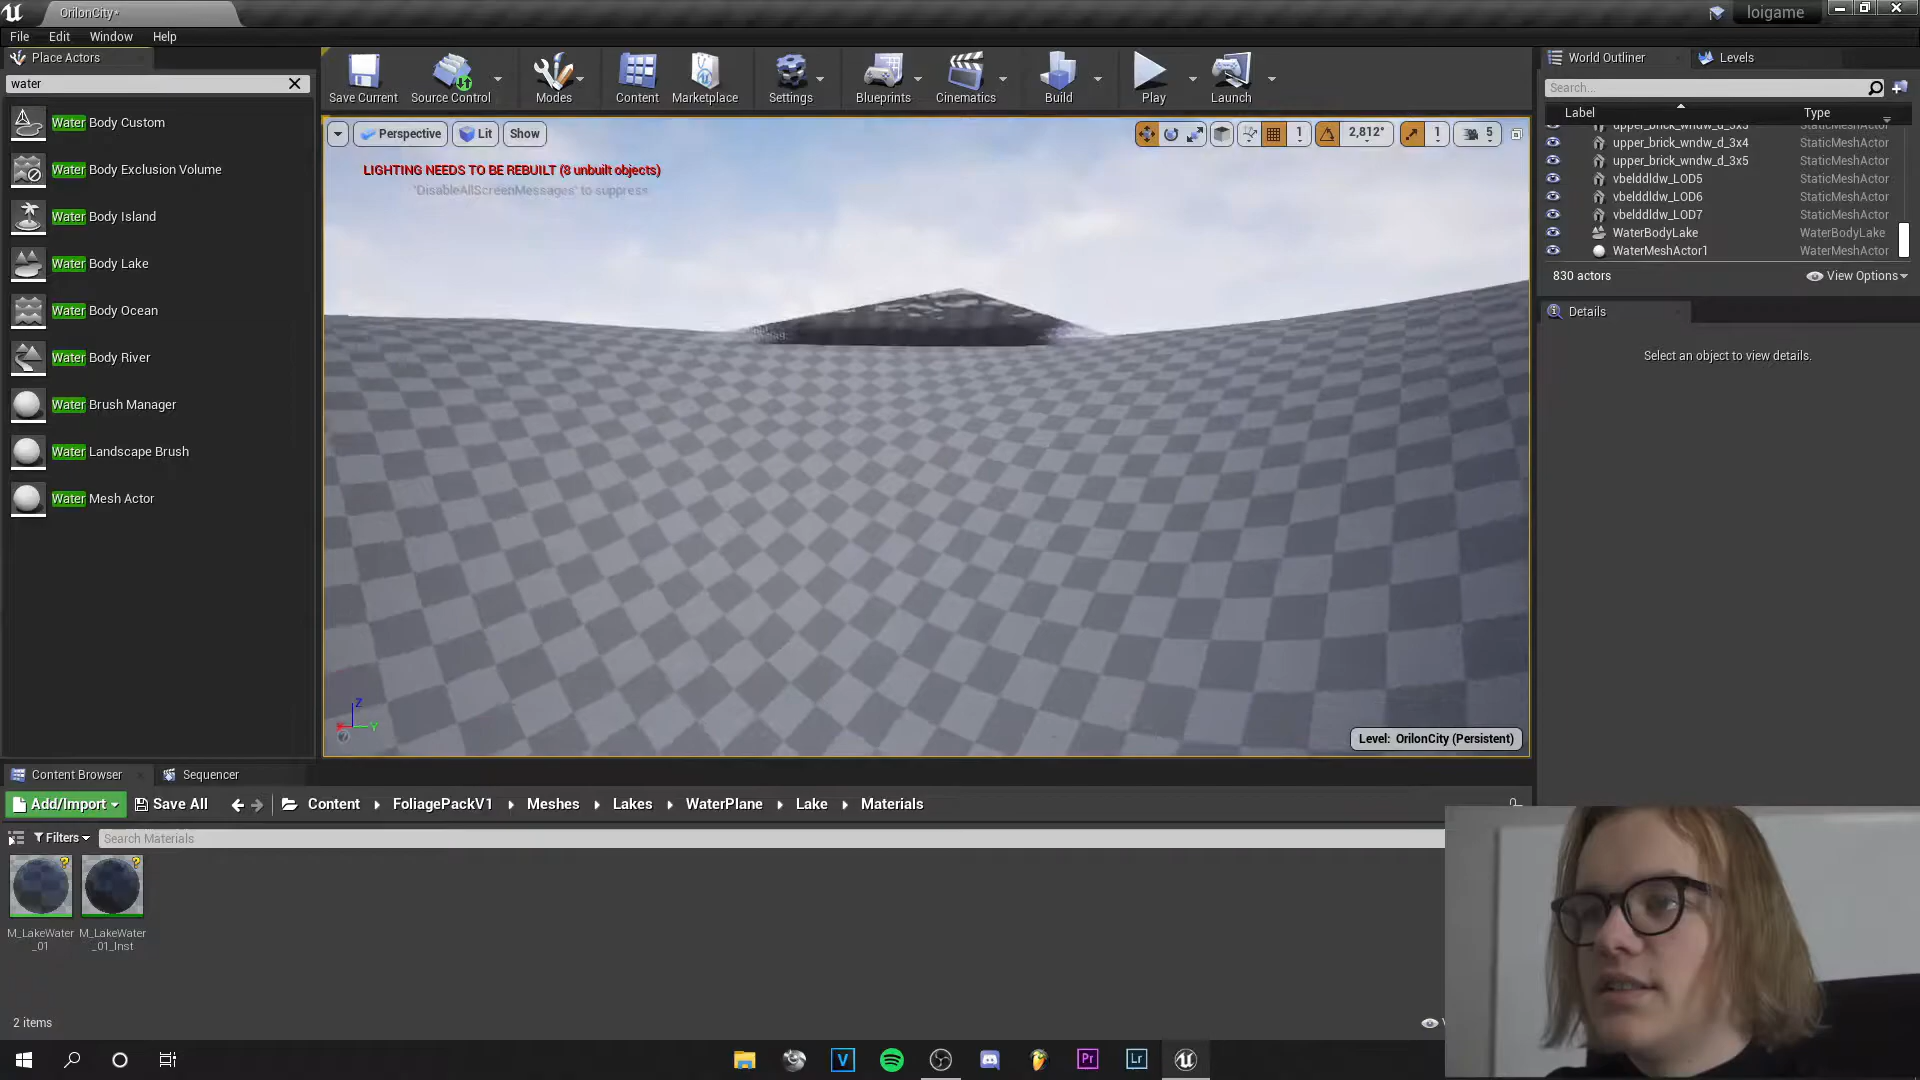 OrilonCity*
loigame
File Edit Window Help
Place Actors
water
Water Body Custom
Water Body Exclusion Volume
Water Body Island
Water Body Lake
Water Body Ocean
Water Body River
Water Brush Manager
Water Landscape Brush
Water Mesh Actor
Save Current Source Control Modes Content Marketplace Settings Blueprints Cinematics Build Play Launch
Perspective Lit Show
1 2,812° 1 5
LIGHTING NEEDS TO BE REBUILT (8 unbuilt objects)
'DisableAllScreenMessages' to suppress
Level: OrilonCity (Persistent)
World Outliner Levels
Search...
Label Type
upper_brick_wndw_d_3x3 StaticMeshActor
upper_brick_wndw_d_3x4 StaticMeshActor
upper_brick_wndw_d_3x5 StaticMeshActor
vbelddldw_LOD5 StaticMeshActor
vbelddldw_LOD6 StaticMeshActor
vbelddldw_LOD7 StaticMeshActor
WaterBodyLake WaterBodyLake
WaterMeshActor1 WaterMeshActor
830 actors View Options
Details
Select an object to view details.
Content Browser Sequencer
Add/Import Save All Content FoliagePackV1 Meshes Lakes WaterPlane Lake Materials
Filters Search Materials
M_LakeWater
_01
M_LakeWater
_01_Inst
2 items
V Pr Lr